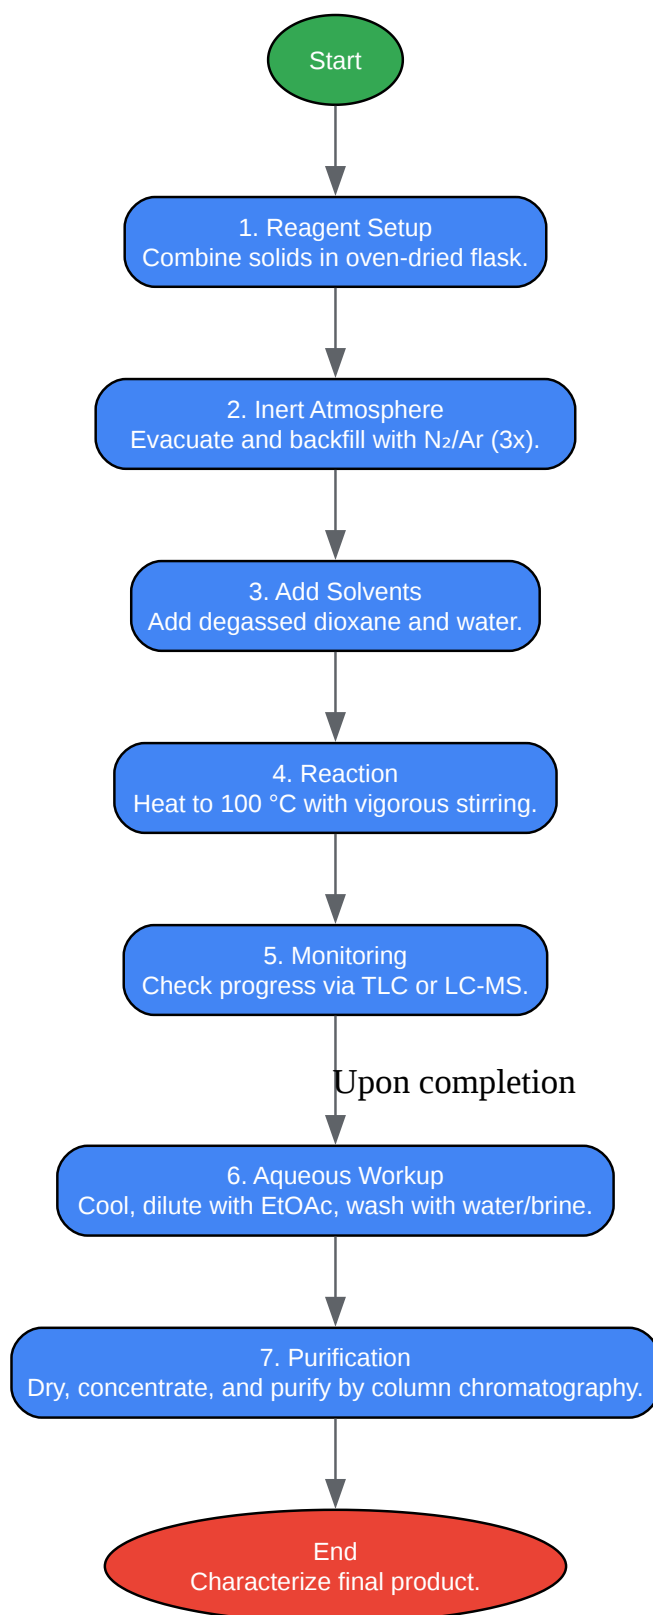 Start
1. Reagent Setup
Combine solids in oven-dried flask.
2. Inert Atmosphere
Evacuate and backfill with N₂/Ar (3x).
3. Add Solvents
Add degassed dioxane and water.
4. Reaction
Heat to 100 °C with vigorous stirring.
5. Monitoring
Check progress via TLC or LC-MS.
Upon completion
6. Aqueous Workup
Cool, dilute with EtOAc, wash with water/brine.
7. Purification
Dry, concentrate, and purify by column chromatography.
End
Characterize final product.